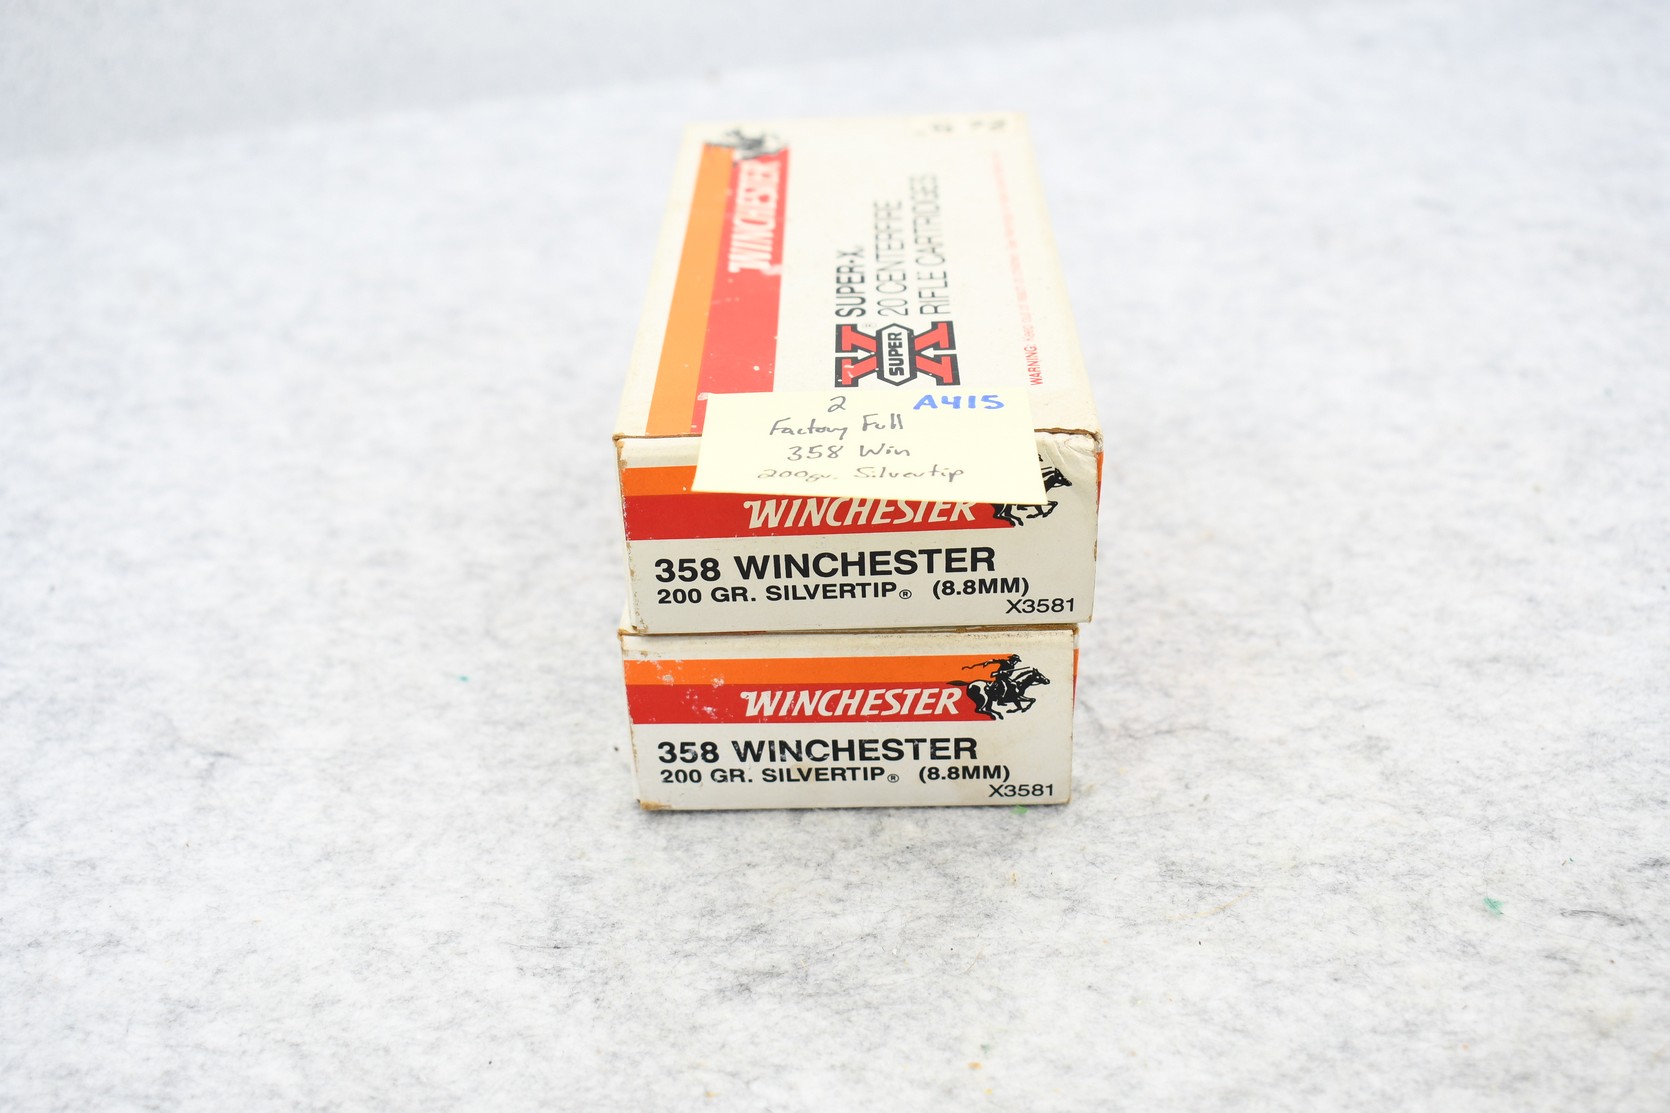 WINCHESTER
SUPER-X
20 CENTERFIRE
RIFLE CARTRIDGES
X SUPER
WARNING:
2 A415
Factory Full
358 Win
200gr. Silvertip
WINCHESTER
358 WINCHESTER
200 GR. SILVERTIP® (8.8MM)
X3581
WINCHESTER
358 WINCHESTER
200 GR. SILVERTIP® (8.8MM)
X3581